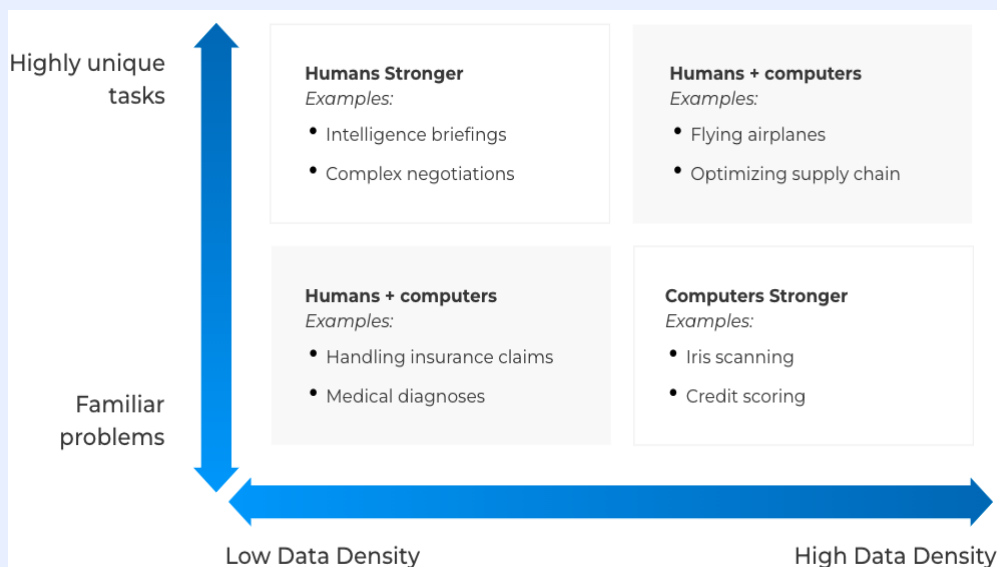 Highly unique
tasks
Humans Stronger
Examples:
• Intelligence briefings
• Complex negotiations
Humans + computers
Examples:
• Flying airplanes
• Optimizing supply chain
Humans + computers
Examples:
• Handling insurance claims
• Medical diagnoses
Computers Stronger
Examples:
• Iris scanning
• Credit scoring
Familiar
problems
Low Data Density
High Data Density